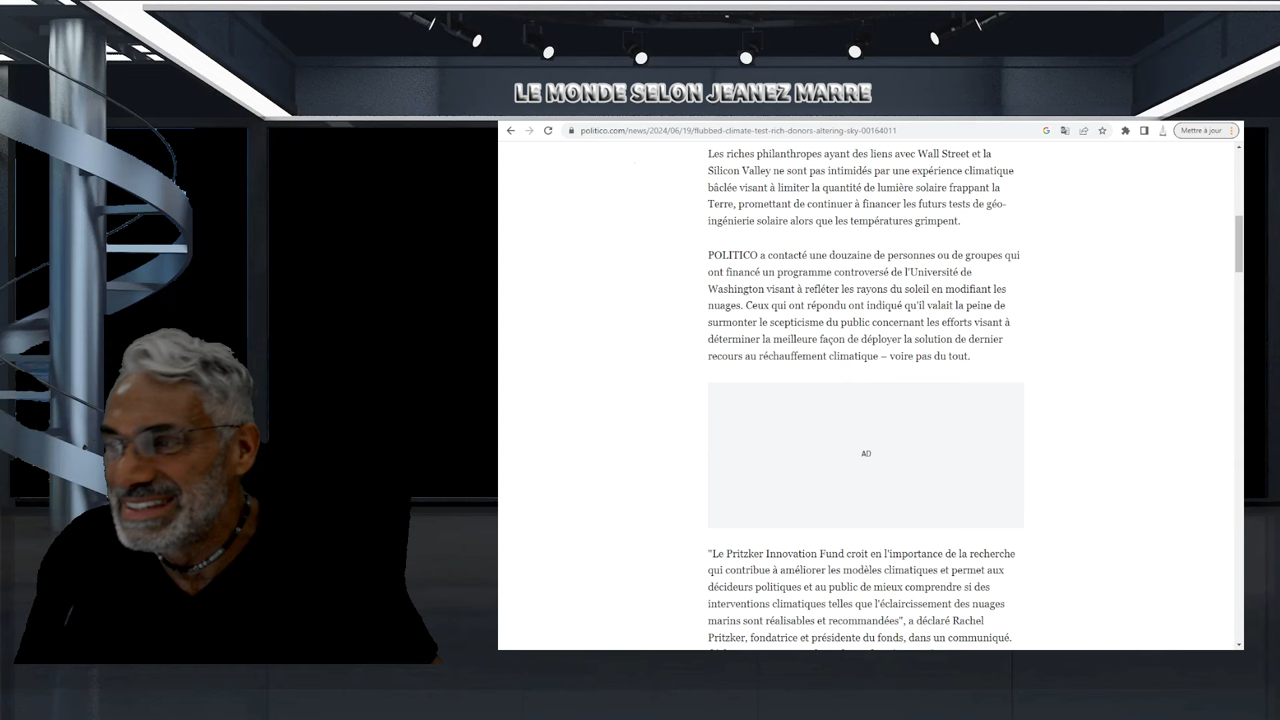 LE MONDE SELON JEANEZ MARRE
politico.com/news/2024/06/19/flubbed-climate-test-rich-donors-altering-sky-00164011
Mettre à jour
Les riches philanthropes ayant des liens avec Wall Street et la
Silicon Valley ne sont pas intimidés par une expérience climatique
bâclée visant à limiter la quantité de lumière solaire frappant la
Terre, promettant de continuer à financer les futurs tests de géo-
ingénierie solaire alors que les températures grimpent.
POLITICO a contacté une douzaine de personnes ou de groupes qui
ont financé un programme controversé de l'Université de
Washington visant à refléter les rayons du soleil en modifiant les
nuages. Ceux qui ont répondu ont indiqué qu'il valait la peine de
surmonter le scepticisme du public concernant les efforts visant à
déterminer la meilleure façon de déployer la solution de dernier
recours au réchauffement climatique – voire pas du tout.
AD
"Le Pritzker Innovation Fund croit en l'importance de la recherche
qui contribue à améliorer les modèles climatiques et permet aux
décideurs politiques et au public de mieux comprendre si des
interventions climatiques telles que l'éclaircissement des nuages
marins sont réalisables et recommandées", a déclaré Rachel
Pritzker, fondatrice et présidente du fonds, dans un communiqué.